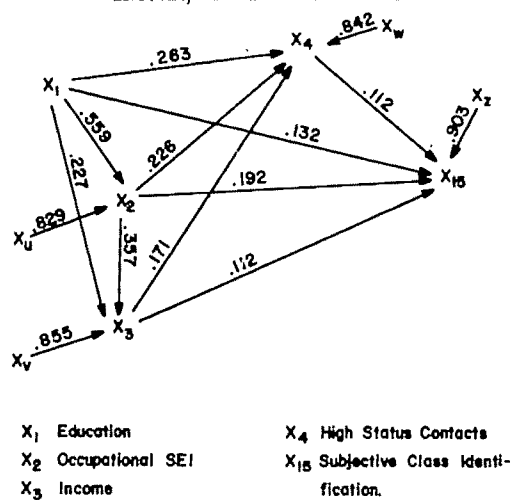 .842
X4
Xw
.263
X1
.112
Xz
.903
.559
.132
.226
.227
.192
X15
X2
.829
Xu
.357
.171
.112
X3
.855
Xv
X1 Education
X2 Occupational SEI
X3 Income
X4 High Status Contacts
X15 Subjective Class Identi-
fication.